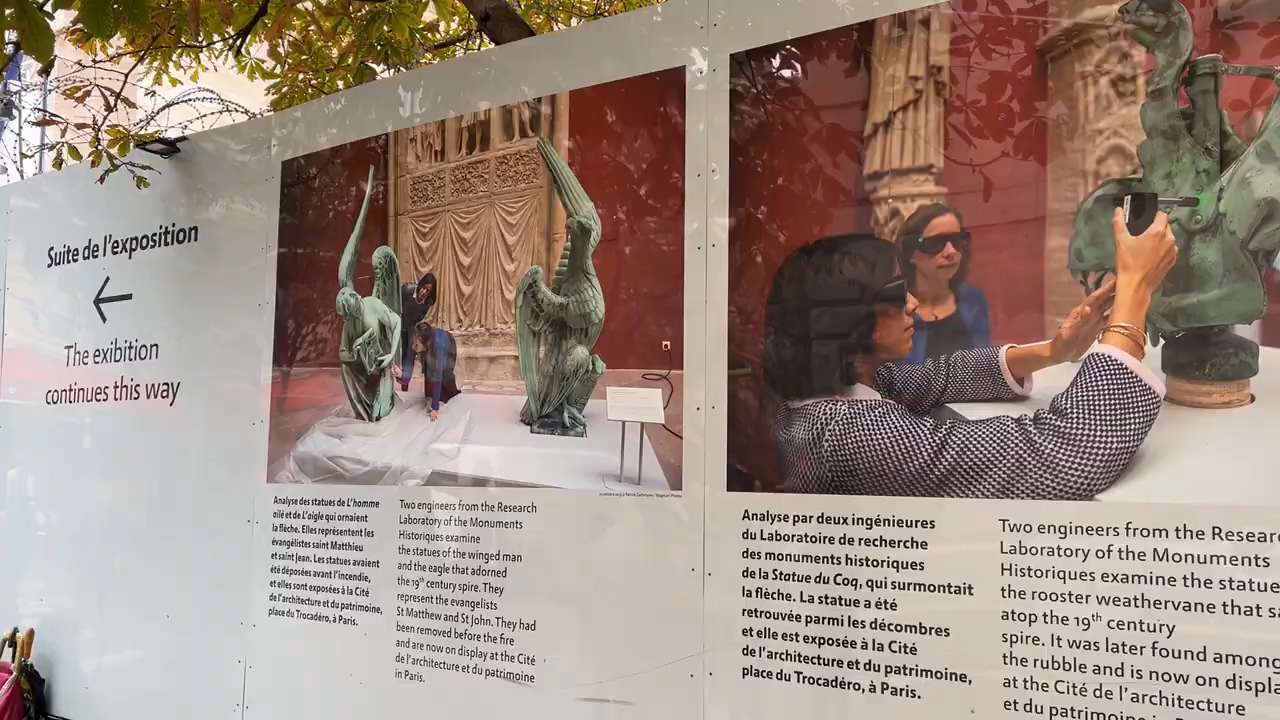 Suite de l'exposition
The exibition
continues this way
Analyse des statues de L'homme
ailé et de L'aigle qui ornaient
la flèche. Elles représentent les
évangélistes saint Matthieu
et saint Jean. Les statues avaient
été déposées avant l'incendie,
et elles sont exposées à la Cité
de l'architecture et du patrimoine,
place du Trocadéro, à Paris.
Two engineers from the Research
Laboratory of the Monuments
Historiques examine
the statues of the winged man
and the eagle that adorned
the 19th century spire. They
represent the evangelists
St Matthew and St John. They had
been removed before the fire
and are now on display at the Cité
de l'architecture et du patrimoine
in Paris.
Analyse par deux ingénieures
du Laboratoire de recherche
des monuments historiques
de la Statue du Coq, qui surmontait
la flèche. La statue a été
retrouvée parmi les décombres
et elle est exposée à la Cité
de l'architecture et du patrimoine,
place du Trocadéro, à Paris.
Two engineers from the Resear
Laboratory of the Monuments
Historiques examine the statue
the rooster weathervane that s
atop the 19th century
spire. It was later found among
the rubble and is now on displa
at the Cité de l'architecture
et du patrimoine